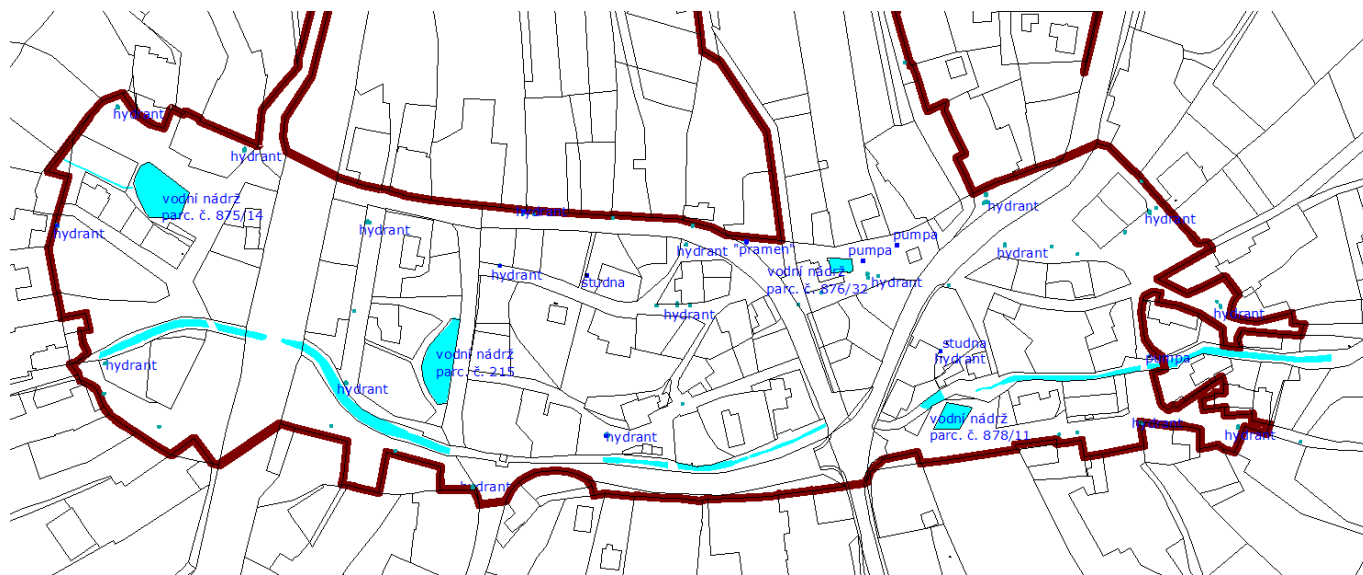 hydrant
hydrant
vodní nádrž
parc. č. 875/14
hydrant
hydrant
hydrant
hydrant
hydrant
hydrant
"pramen"
pumpa
pumpa
hydrant
hydrant
studna
vodní nádrž
parc. č. 876/32
hydrant
hydrant
hydrant
hydrant
studna
hydrant
vodní nádrž
parc. č. 215
pumpa
hydrant
hydrant
vodní nádrž
parc. č. 878/11
hydrant
hydrant
hydrant
hydrant